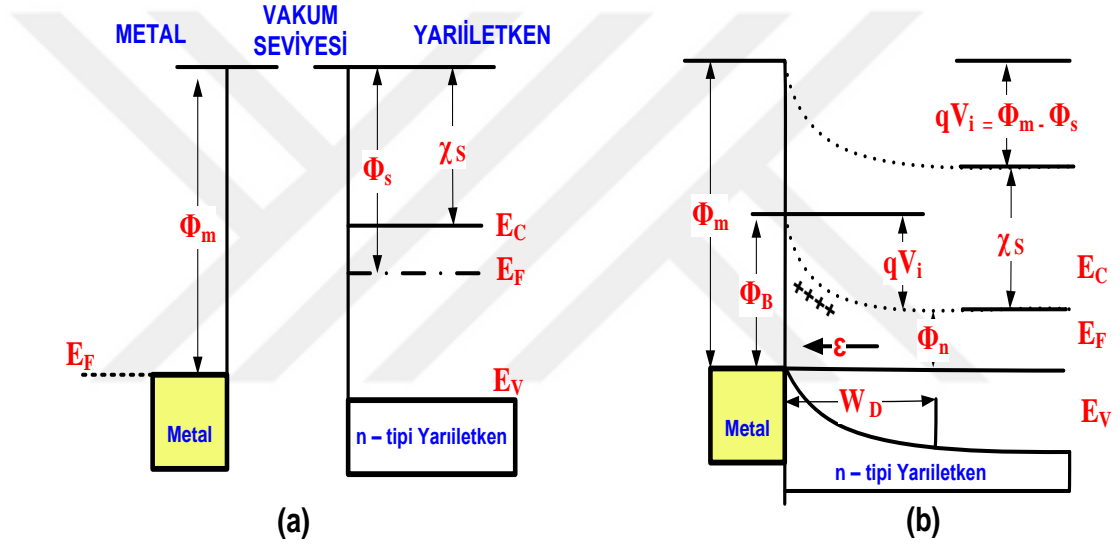 METAL
VAKUM
SEVİYESİ
YARIİLETKEN
Φm
Φs
χs
EC
EF
EF
EV
Metal
n – tipi Yarıiletken
(a)
qVi = Φm - Φs
Φm
χs
ΦB
qVi
EC
Φn
EF
ε
WD
EV
Metal
n – tipi Yarıiletken
(b)